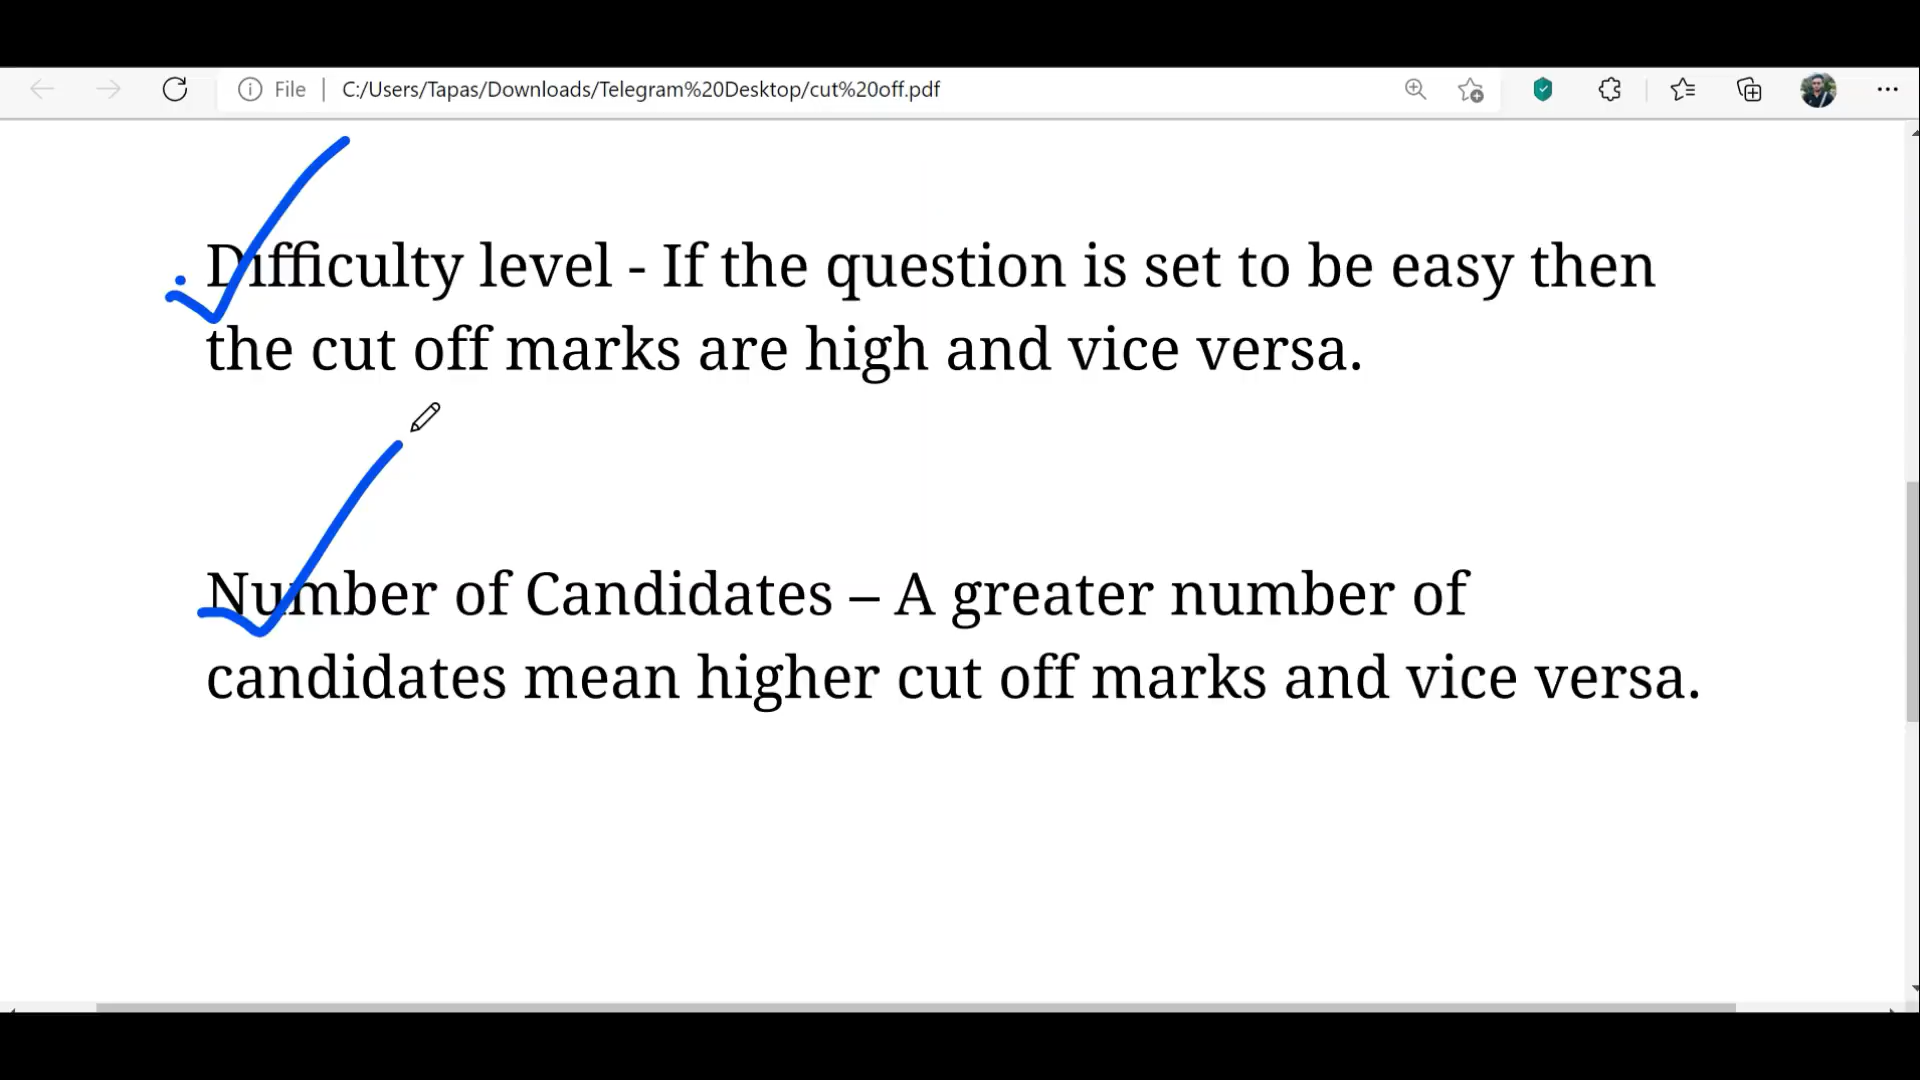 File | C:/Users/Tapas/Downloads/Telegram%20Desktop/cut%20off.pdf
Difficulty level - If the question is set to be easy then
the cut off marks are high and vice versa.
Number of Candidates – A greater number of
candidates mean higher cut off marks and vice versa.